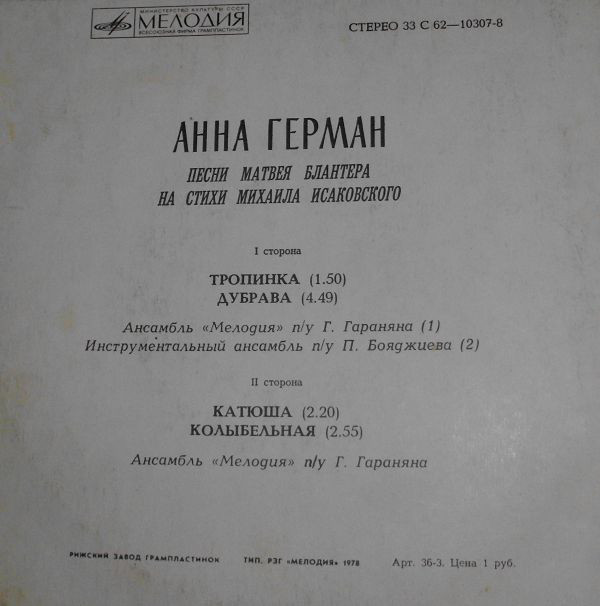 МИНИСТЕРСТВО КУЛЬТУРЫ СССР
МЕЛОДИЯ
ВСЕСОЮЗНАЯ ФИРМА ГРАМПЛАСТИНОК
СТЕРЕО 33 С 62—10307-8
АННА ГЕРМАН
ПЕСНИ МАТВЕЯ БЛАНТЕРА
НА СТИХИ МИХАИЛА ИСАКОВСКОГО
I сторона
ТРОПИНКА (1.50)
ДУБРАВА (4.49)
Ансамбль «Мелодия» п/у Г. Гараняна (1)
Инструментальный ансамбль п/у П. Бояджиева (2)
II сторона
КАТЮША (2.20)
КОЛЫБЕЛЬНАЯ (2.55)
Ансамбль «Мелодия» п/у Г. Гараняна
РИЖСКИЙ ЗАВОД ГРАМПЛАСТИНОК ТИП. РЗГ «МЕЛОДИЯ» 1978 Арт. 36-3. Цена 1 руб.